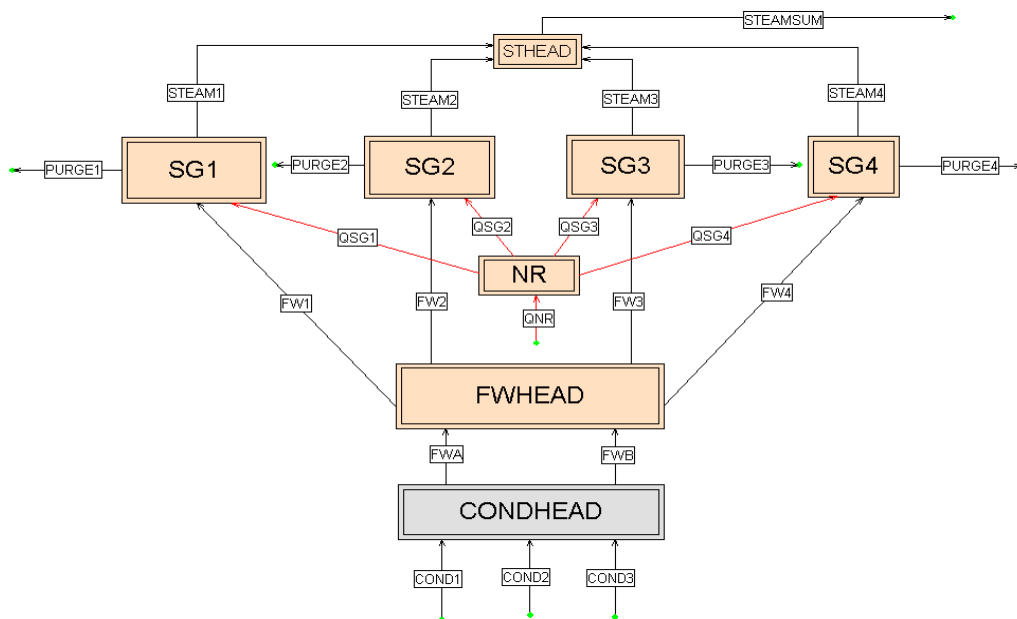 STEAMSUM
STHEAD
STEAM1
STEAM2
STEAM3
STEAM4
PURGE1
SG1
PURGE2
SG2
SG3
PURGE3
SG4
PURGE4
QSG1
QSG2
QSG3
QSG4
NR
FW1
FW2
QNR
FW3
FW4
FWHEAD
FWA
FWB
CONDHEAD
COND1
COND2
COND3